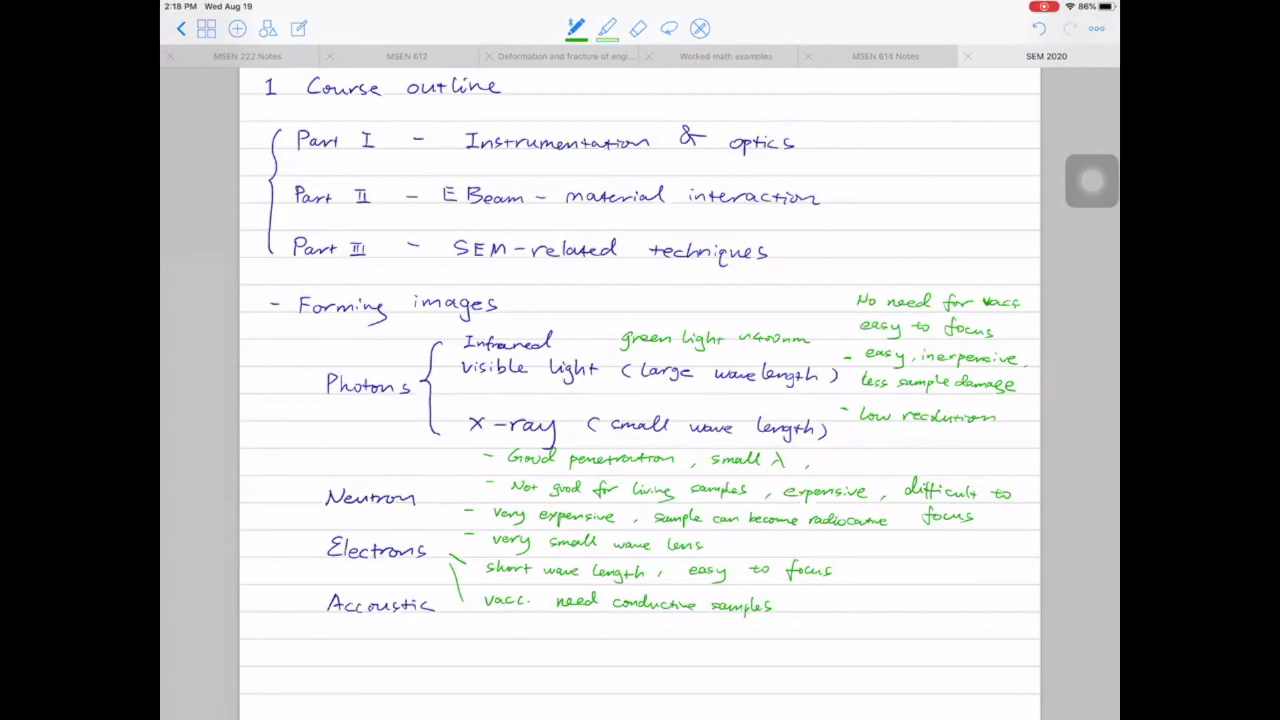 2:18 PM Wed Aug 19
86%
MSEN 222 Notes
MSEN 612
Deformation and fracture of engi...
Worked math examples
MSEN 614 Notes
SEM 2020
1 Course outline
Part I - Instrumentation & optics
Part II - E Beam - material interaction
Part III - SEM-related techniques
- Forming images
No need for vacc
easy to focus
Infrared green light ~400nm
- easy, inexpensive,
visible light (large wavelength)
less sample damage
Photons
- low resolution
X-ray (small wave length)
- Good penetration, small λ,
- Not good for living samples, expensive, difficult to
focus
Neutron
- very expensive, sample can become radiocative
- very small wave lens
Electrons
short wave length, easy to focus
vacc. need conductive samples
Accoustic